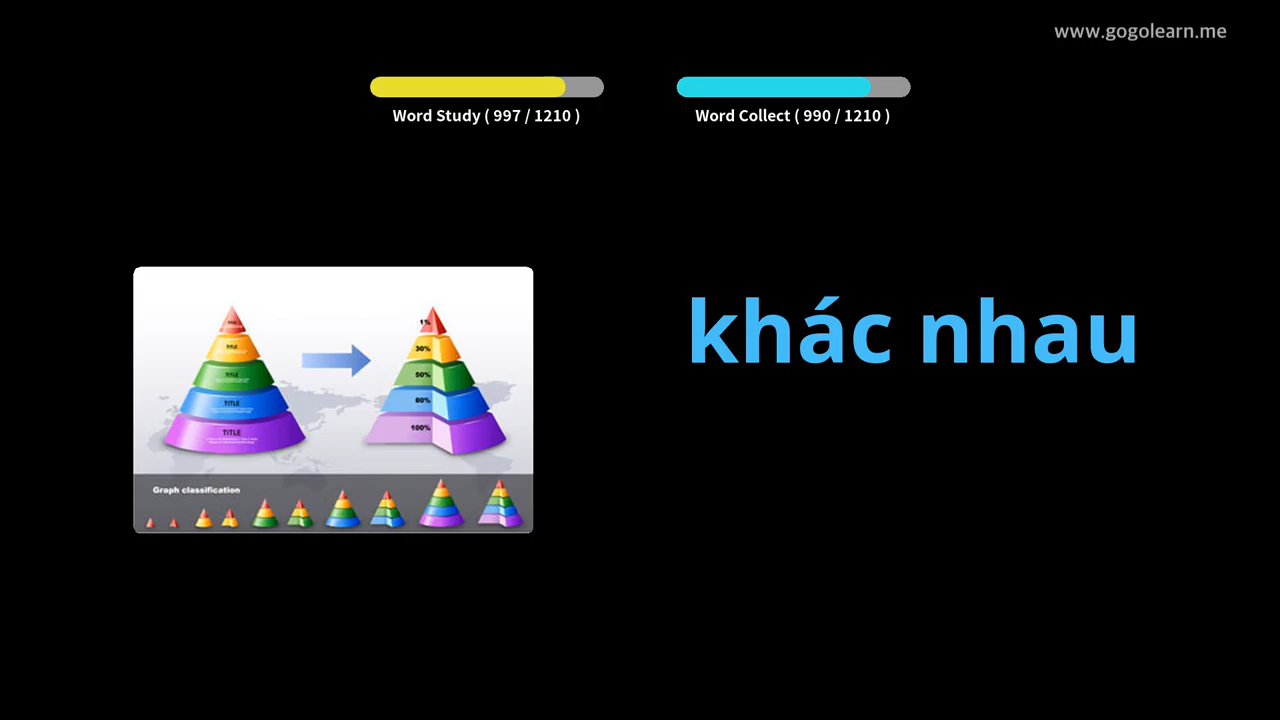 www.gogolearn.me
Word Study ( 997 / 1210 )
Word Collect ( 990 / 1210 )
khác nhau
TITLE
TITLE
TITLE
TITLE
1%
30%
50%
80%
100%
Graph classification